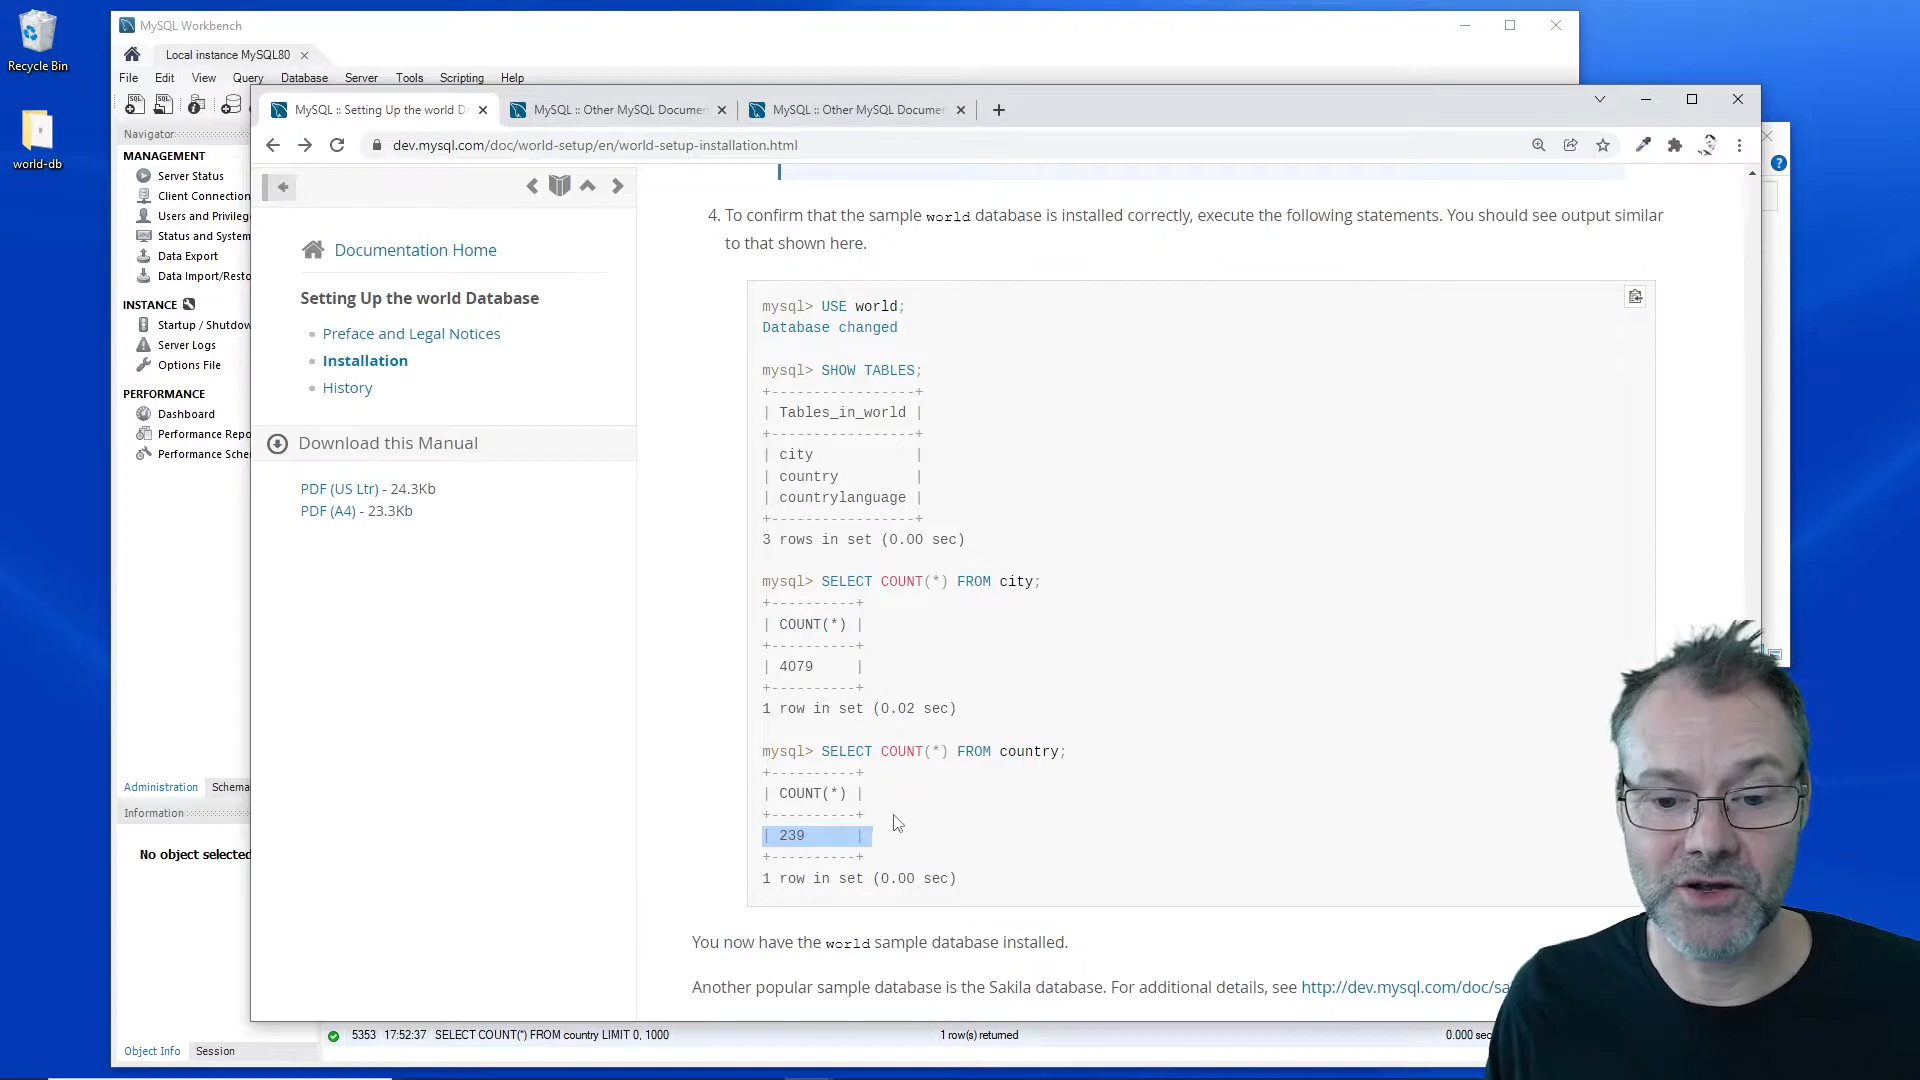 Recycle Bin
world-db
MySQL Workbench
Local instance MySQL80
File Edit View Query Database Server Tools Scripting Help
Navigator
MANAGEMENT
Server Status
Client Connection
Users and Privileg
Status and System
Data Export
Data Import/Resto
INSTANCE
Startup / Shutdow
Server Logs
Options File
PERFORMANCE
Dashboard
Performance Repo
Performance Sche
Administration Schema
Information
No object selected
Object Info Session
MySQL :: Setting Up the world D
MySQL :: Other MySQL Documen
MySQL :: Other MySQL Documen
dev.mysql.com/doc/world-setup/en/world-setup-installation.html
Documentation Home
Setting Up the world Database
Preface and Legal Notices
Installation
History
Download this Manual
PDF (US Ltr) - 24.3Kb
PDF (A4) - 23.3Kb
4. To confirm that the sample world database is installed correctly, execute the following statements. You should see output similar
to that shown here.
mysql> USE world;
Database changed
mysql> SHOW TABLES;
+-----------------+
| Tables_in_world |
+-----------------+
| city            |
| country         |
| countrylanguage |
+-----------------+
3 rows in set (0.00 sec)
mysql> SELECT COUNT(*) FROM city;
+----------+
| COUNT(*) |
+----------+
| 4079     |
+----------+
1 row in set (0.02 sec)
mysql> SELECT COUNT(*) FROM country;
+----------+
| COUNT(*) |
+----------+
| 239      |
+----------+
1 row in set (0.00 sec)
You now have the world sample database installed.
Another popular sample database is the Sakila database. For additional details, see http://dev.mysql.com/doc/sa
5353 17:52:37 SELECT COUNT(*) FROM country LIMIT 0, 1000 1 row(s) returned 0.000 sec